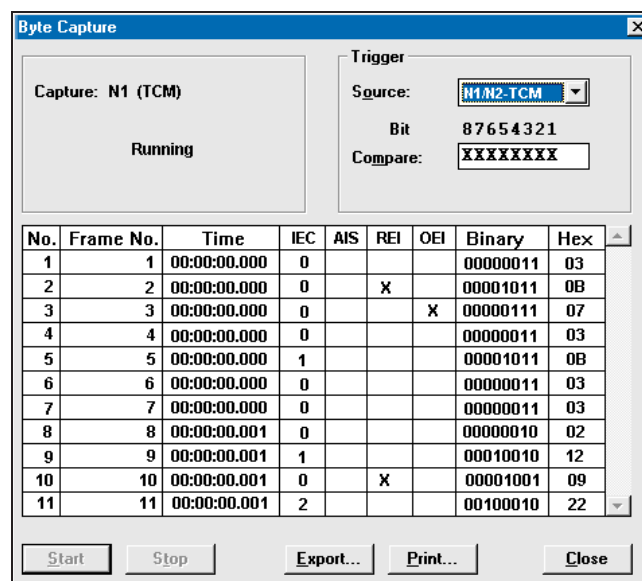 Byte Capture
Capture: N1 (TCM)
Running
Trigger
Source: N1/N2-TCM
Bit 87654321
Compare: XXXXXXXX
No. Frame No. Time IEC AIS REI OEI Binary Hex
1 1 00:00:00.000 0 00000011 03
2 2 00:00:00.000 0 X 00001011 0B
3 3 00:00:00.000 0 X 00000111 07
4 4 00:00:00.000 0 00000011 03
5 5 00:00:00.000 1 00001011 0B
6 6 00:00:00.000 0 00000011 03
7 7 00:00:00.000 0 00000011 03
8 8 00:00:00.001 0 00000010 02
9 9 00:00:00.001 1 00010010 12
10 10 00:00:00.001 0 X 00001001 09
11 11 00:00:00.001 2 00100010 22
Start Stop Export... Print... Close